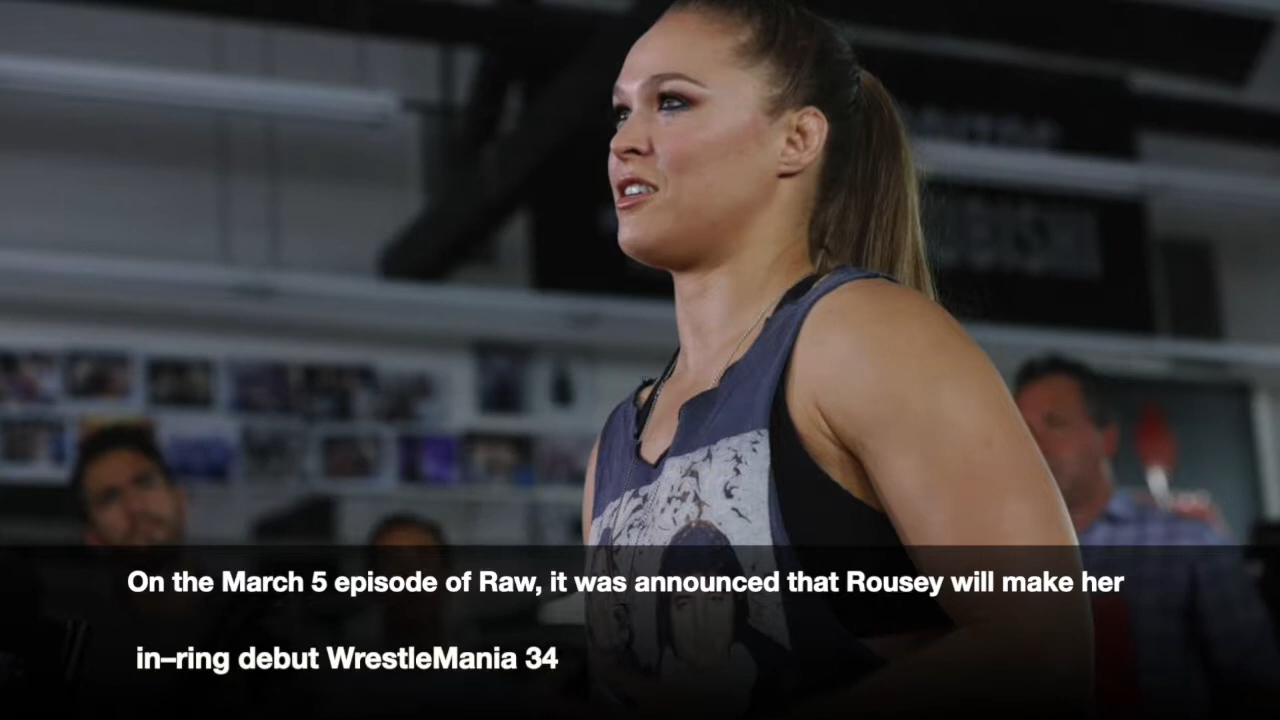 On the March 5 episode of Raw, it was announced that Rousey will make her
in–ring debut WrestleMania 34